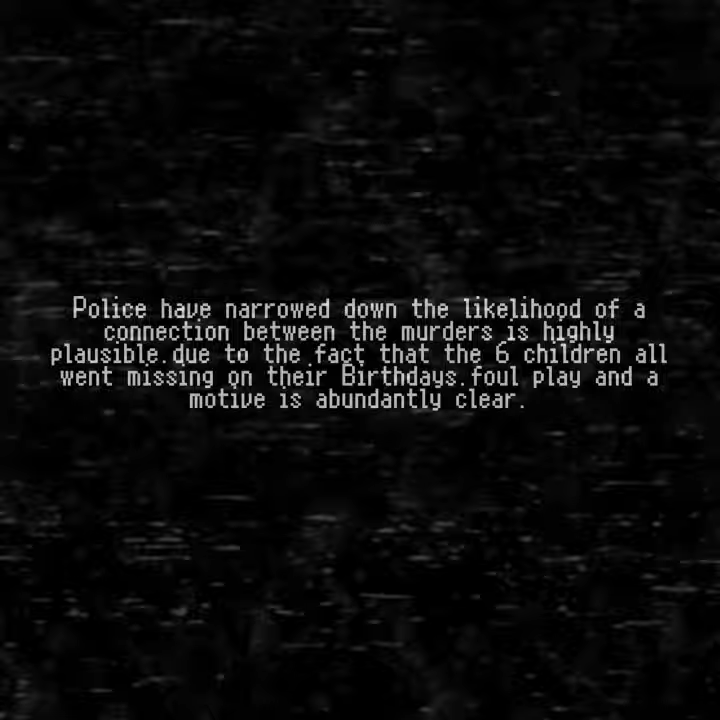 Police have narrowed down the likelihood of a
connection between the murders is highly
plausible.due to the fact that the 6 children all
went missing on their Birthdays.foul play and a
motive is abundantly clear.